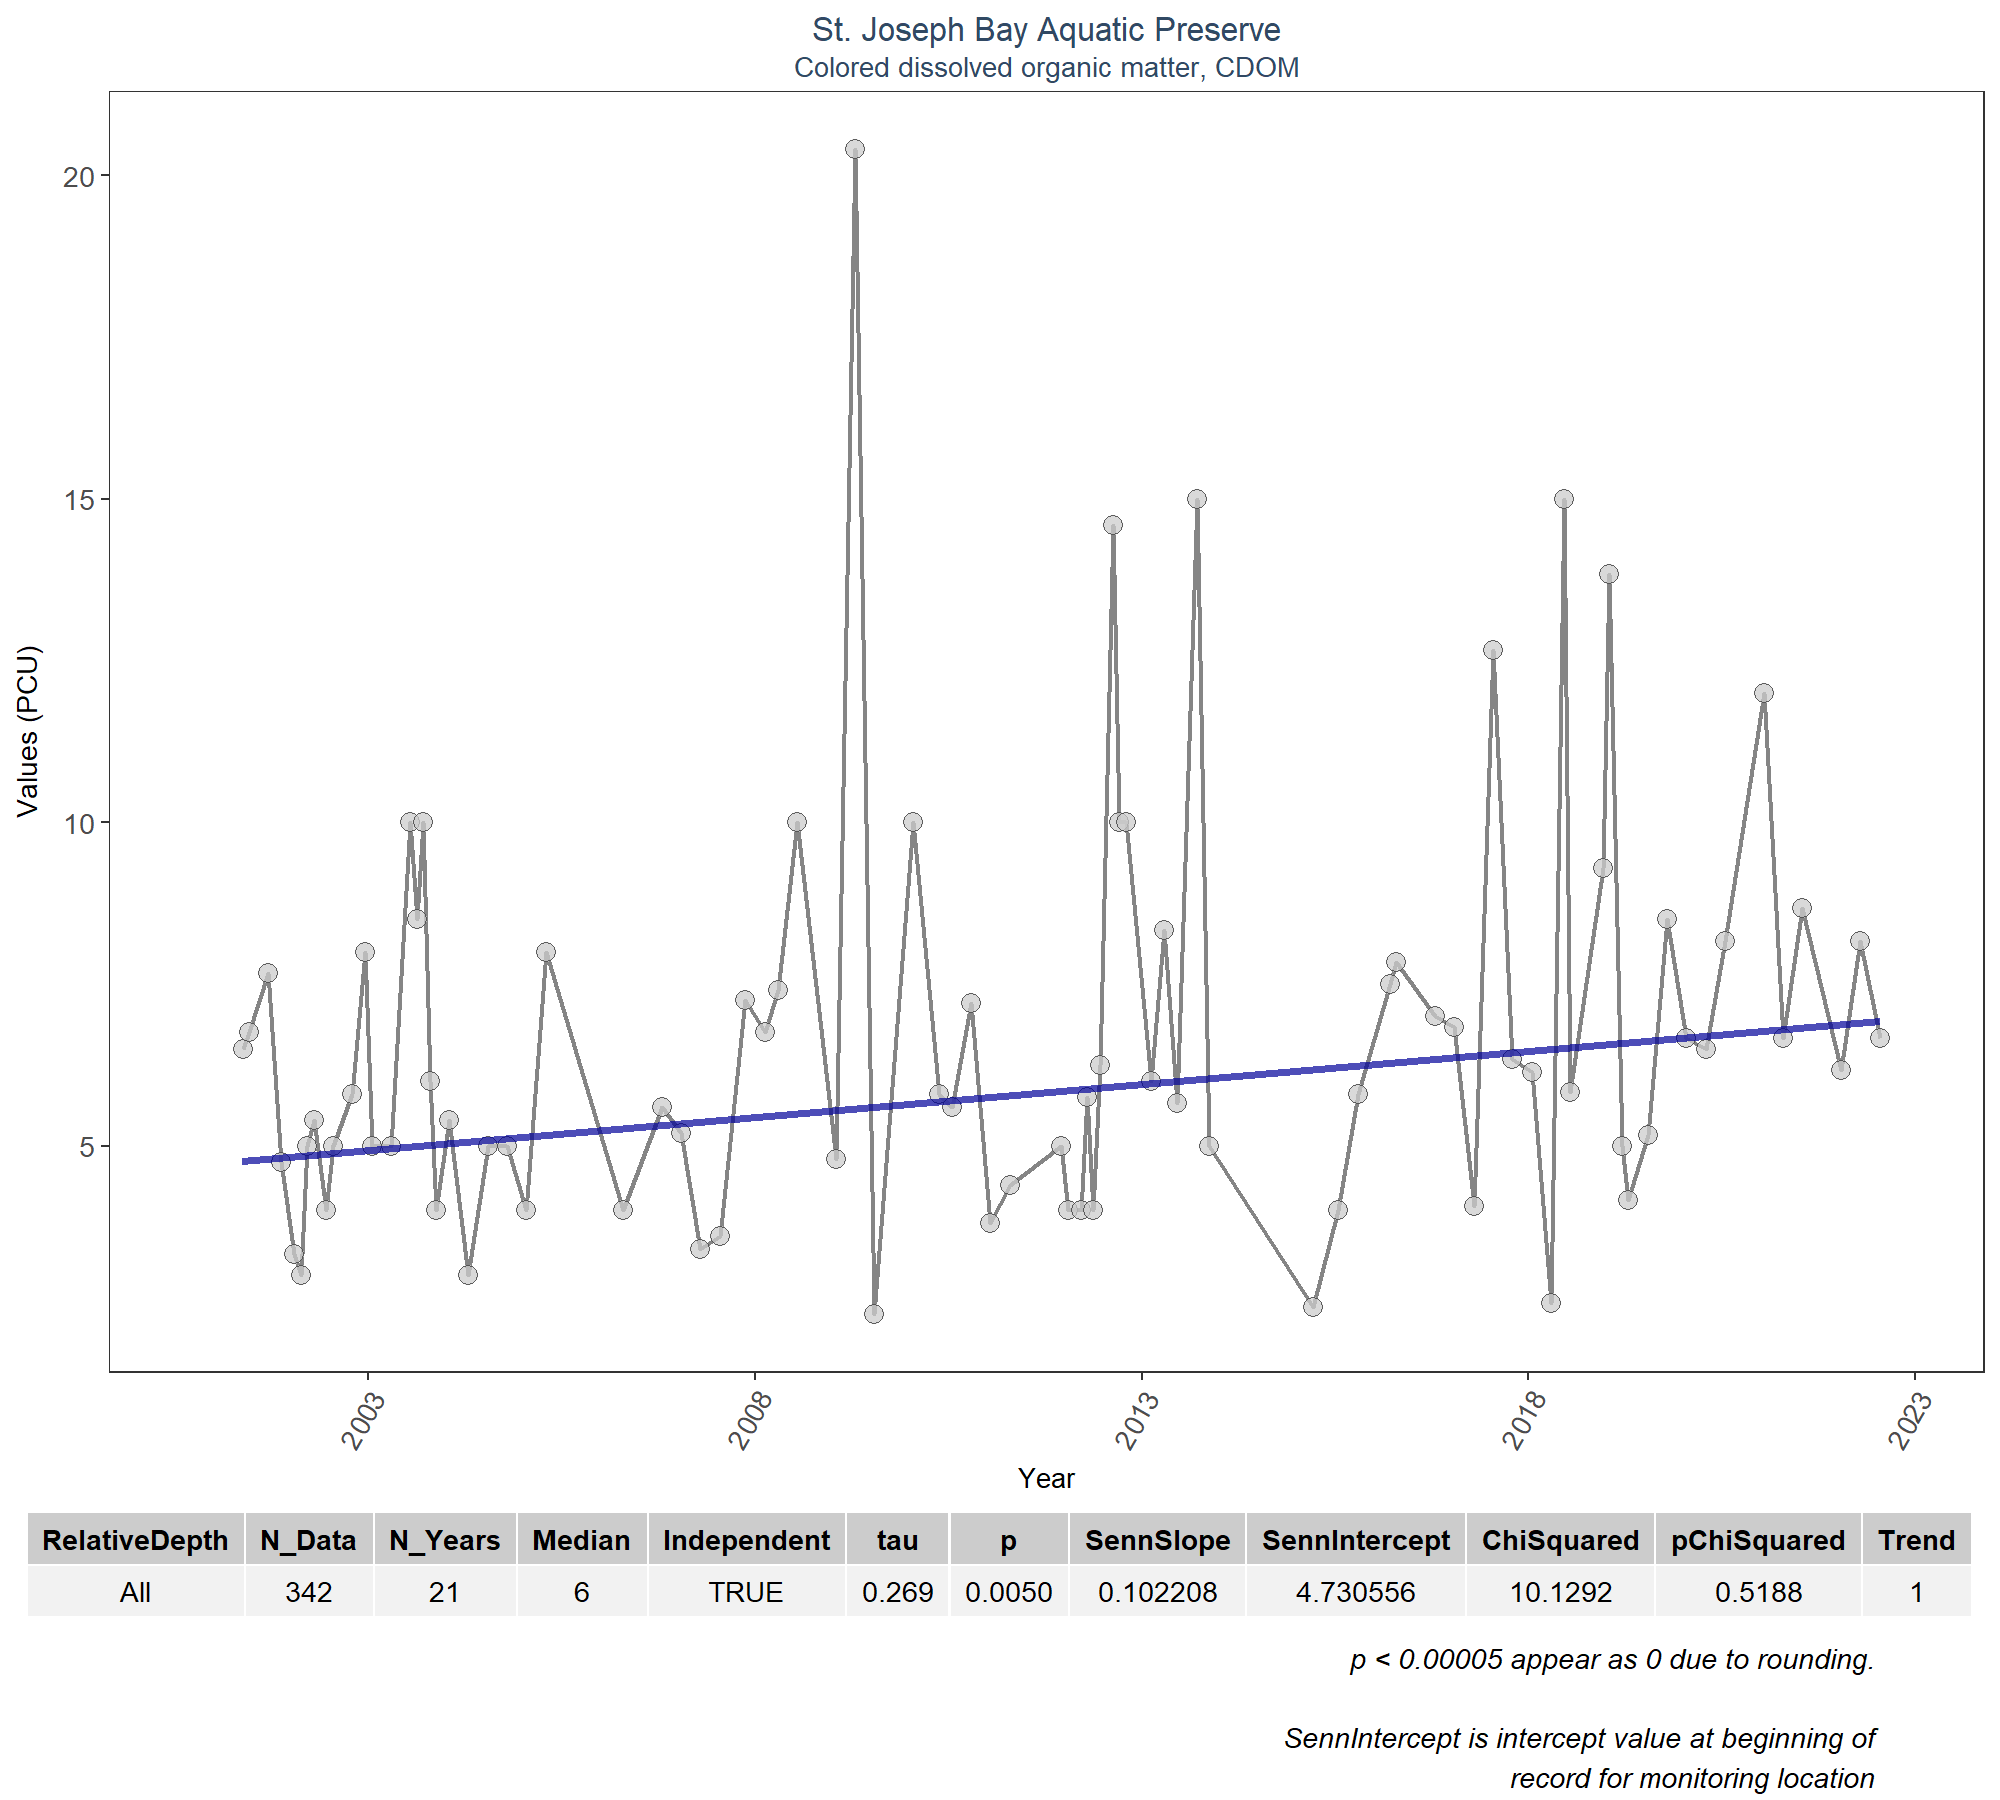 St. Joseph Bay Aquatic Preserve
Colored dissolved organic matter, CDOM
Values (PCU)
20
15
10
5
2003 2008 2013 2018 2023
Year
RelativeDepth N_Data N_Years Median Independent tau p SennSlope SennIntercept ChiSquared pChiSquared Trend
All 342 21 6 TRUE 0.269 0.0050 0.102208 4.730556 10.1292 0.5188 1
p < 0.00005 appear as 0 due to rounding.
SennIntercept is intercept value at beginning of
record for monitoring location